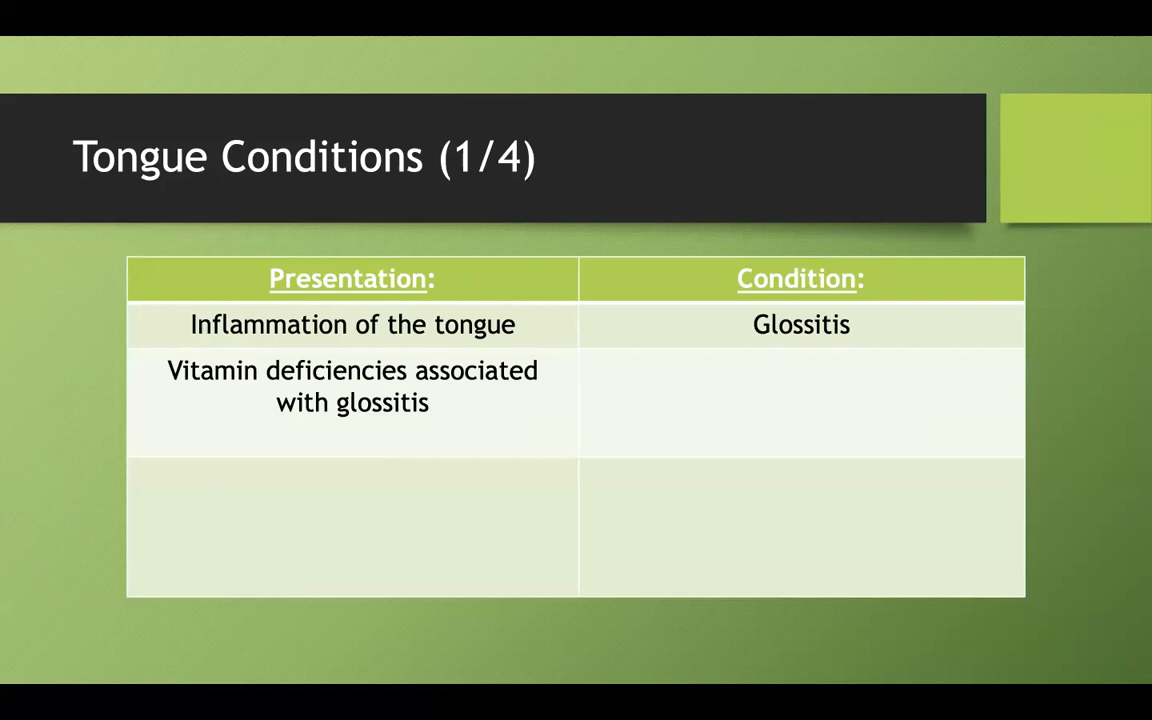 Tongue Conditions (1/4)
Presentation: Condition:
Inflammation of the tongue Glossitis
Vitamin deficiencies associated
with glossitis